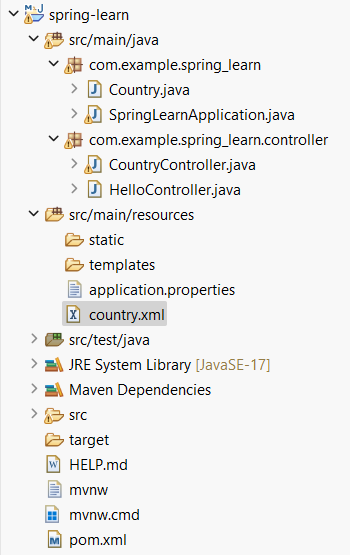 spring-learn
src/main/java
com.example.spring_learn
Country.java
SpringLearnApplication.java
com.example.spring_learn.controller
CountryController.java
HelloController.java
src/main/resources
static
templates
application.properties
country.xml
src/test/java
JRE System Library [JavaSE-17]
Maven Dependencies
src
target
HELP.md
mvnw
mvnw.cmd
pom.xml